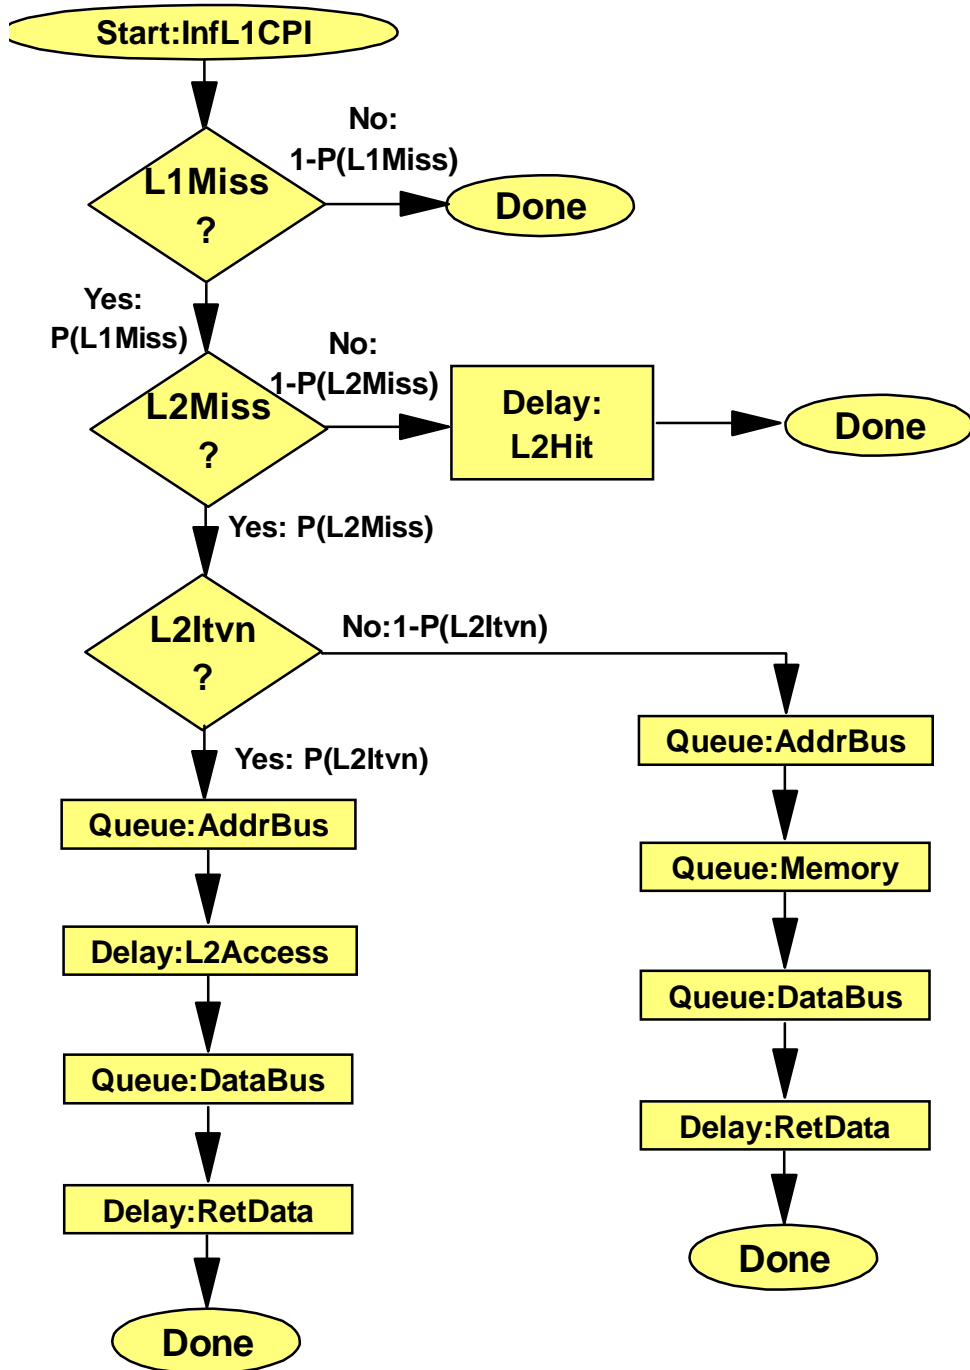 Start:InfL1CPI
No:
1-P(L1Miss)
L1Miss
?
Done
Yes:
P(L1Miss)
No:
1-P(L2Miss)
L2Miss
?
Delay:
L2Hit
Done
Yes: P(L2Miss)
L2Itvn
?
No:1-P(L2Itvn)
Yes: P(L2Itvn)
Queue:AddrBus
Delay:L2Access
Queue:DataBus
Delay:RetData
Done
Queue:AddrBus
Queue:Memory
Queue:DataBus
Delay:RetData
Done